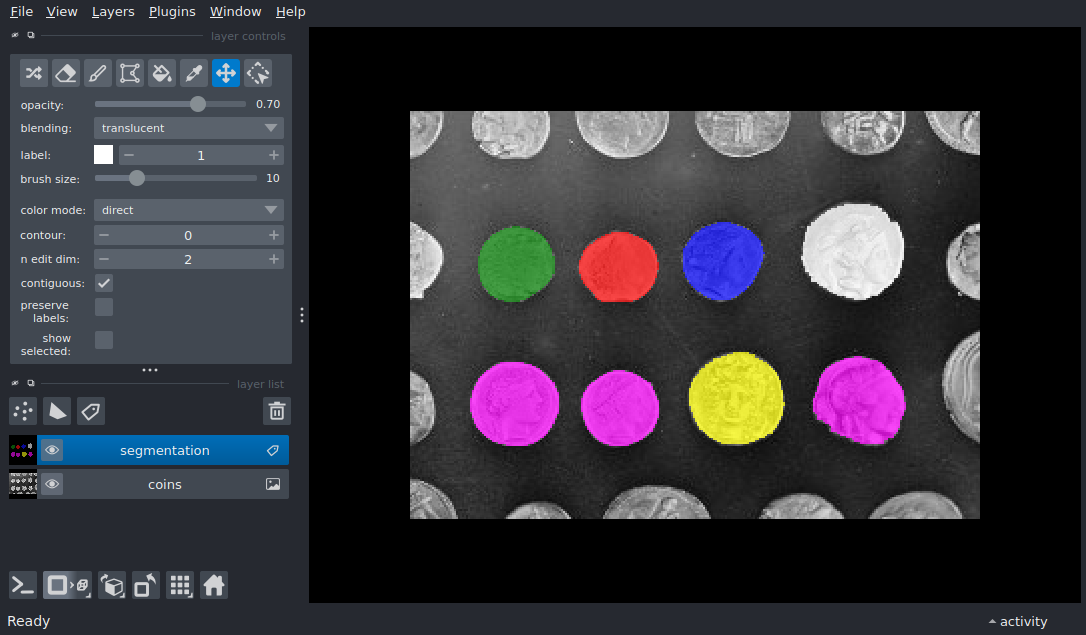 File View Layers Plugins Window Help
layer controls
opacity: 0.70
blending: translucent
label: 1
brush size: 10
color mode: direct
contour: 0
n edit dim: 2
contiguous:
preserve
labels:
show
selected:
layer list
segmentation
coins
Ready
activity